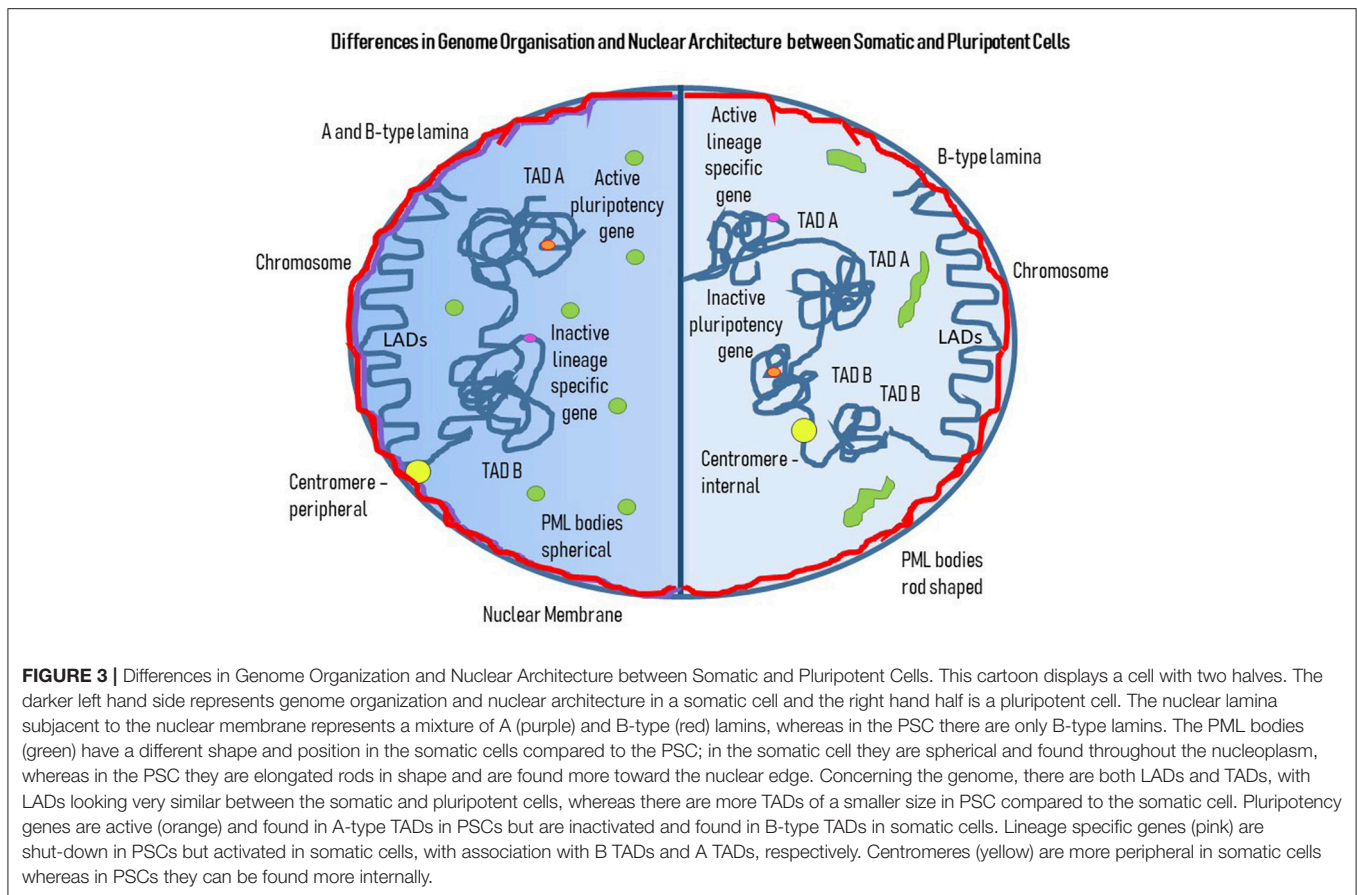 Differences in Genome Organisation and Nuclear Architecture between Somatic and Pluripotent Cells
A and B-type lamina
TAD A
Active
pluripotency
gene
Chromosome
LADs
Inactive
lineage
specific
gene
TAD B
Centromere –
peripheral
PML bodies
spherical
Nuclear Membrane
Active
lineage
specific
gene
B-type lamina
TAD A
TAD A
Chromosome
Inactive
pluripotency
gene
LADs
TAD B
TAD B
Centromere –
internal
PML bodies
rod shaped
FIGURE 3 | Differences in Genome Organization and Nuclear Architecture between Somatic and Pluripotent Cells. This cartoon displays a cell with two halves. The
darker left hand side represents genome organization and nuclear architecture in a somatic cell and the right hand half is a pluripotent cell. The nuclear lamina
subjacent to the nuclear membrane represents a mixture of A (purple) and B-type (red) lamins, whereas in the PSC there are only B-type lamins. The PML bodies
(green) have a different shape and position in the somatic cells compared to the PSC; in the somatic cell they are spherical and found throughout the nucleoplasm,
whereas in the PSC they are elongated rods in shape and are found more toward the nuclear edge. Concerning the genome, there are both LADs and TADs, with
LADs looking very similar between the somatic and pluripotent cells, whereas there are more TADs of a smaller size in PSC compared to the somatic cell. Pluripotency
genes are active (orange) and found in A-type TADs in PSCs but are inactivated and found in B-type TADs in somatic cells. Lineage specific genes (pink) are
shut-down in PSCs but activated in somatic cells, with association with B TADs and A TADs, respectively. Centromeres (yellow) are more peripheral in somatic cells
whereas in PSCs they can be found more internally.